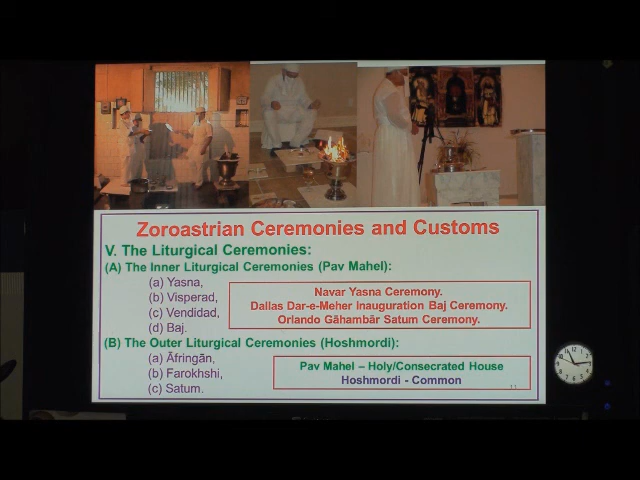 Zoroastrian Ceremonies and Customs
V. The Liturgical Ceremonies:
(A) The Inner Liturgical Ceremonies (Pav Mahel):
(a) Yasna,
(b) Visperad,
(c) Vendidad,
(d) Baj.
Navar Yasna Ceremony.
Dallas Dar-e-Meher Inauguration Baj Ceremony.
Orlando Gāhambār Satum Ceremony.
(B) The Outer Liturgical Ceremonies (Hoshmordi):
(a) Āfringān,
(b) Farokhshi,
(c) Satum.
Pav Mahel – Holy/Consecrated House
Hoshmordi - Common
11